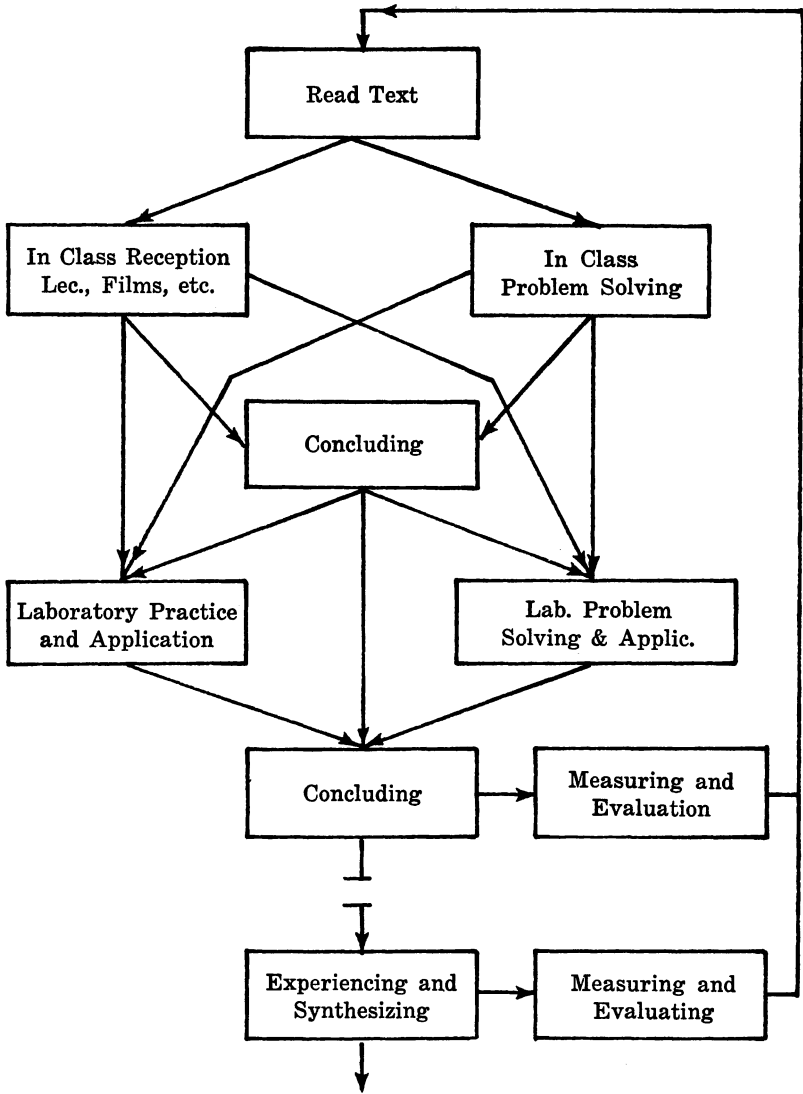 Read Text
In Class Reception
Lec., Films, etc.
In Class
Problem Solving
Concluding
Laboratory Practice
and Application
Lab. Problem
Solving & Applic.
Concluding
Measuring and
Evaluation
Experiencing and
Synthesizing
Measuring and
Evaluating